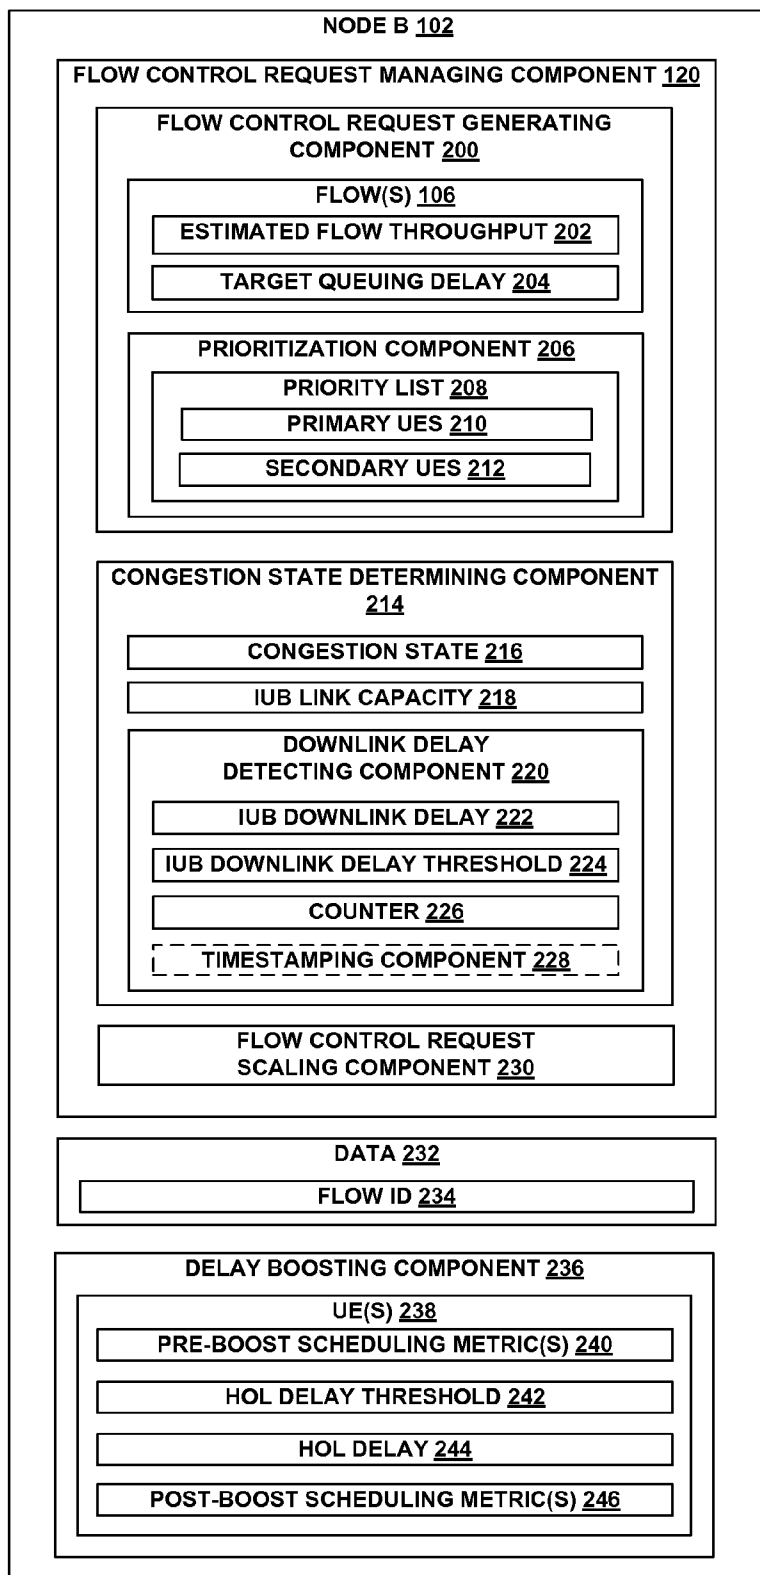 NODE B 102
FLOW CONTROL REQUEST MANAGING COMPONENT 120
FLOW CONTROL REQUEST GENERATING
COMPONENT 200
FLOW(S) 106
ESTIMATED FLOW THROUGHPUT 202
TARGET QUEUING DELAY 204
PRIORITIZATION COMPONENT 206
PRIORITY LIST 208
PRIMARY UES 210
SECONDARY UES 212
CONGESTION STATE DETERMINING COMPONENT
214
CONGESTION STATE 216
IUB LINK CAPACITY 218
DOWNLINK DELAY
DETECTING COMPONENT 220
IUB DOWNLINK DELAY 222
IUB DOWNLINK DELAY THRESHOLD 224
COUNTER 226
TIMESTAMPING COMPONENT 228
FLOW CONTROL REQUEST
SCALING COMPONENT 230
DATA 232
FLOW ID 234
DELAY BOOSTING COMPONENT 236
UE(S) 238
PRE-BOOST SCHEDULING METRIC(S) 240
HOL DELAY THRESHOLD 242
HOL DELAY 244
POST-BOOST SCHEDULING METRIC(S) 246